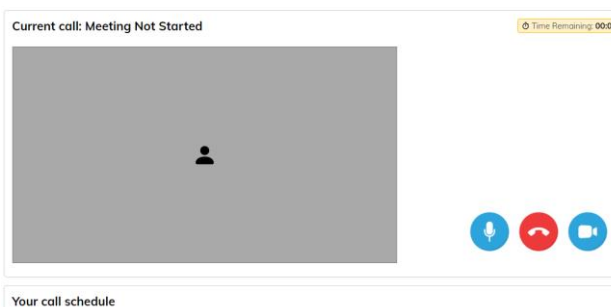 Current call: Meeting Not Started
Time Remaining: 00:0
Your call schedule